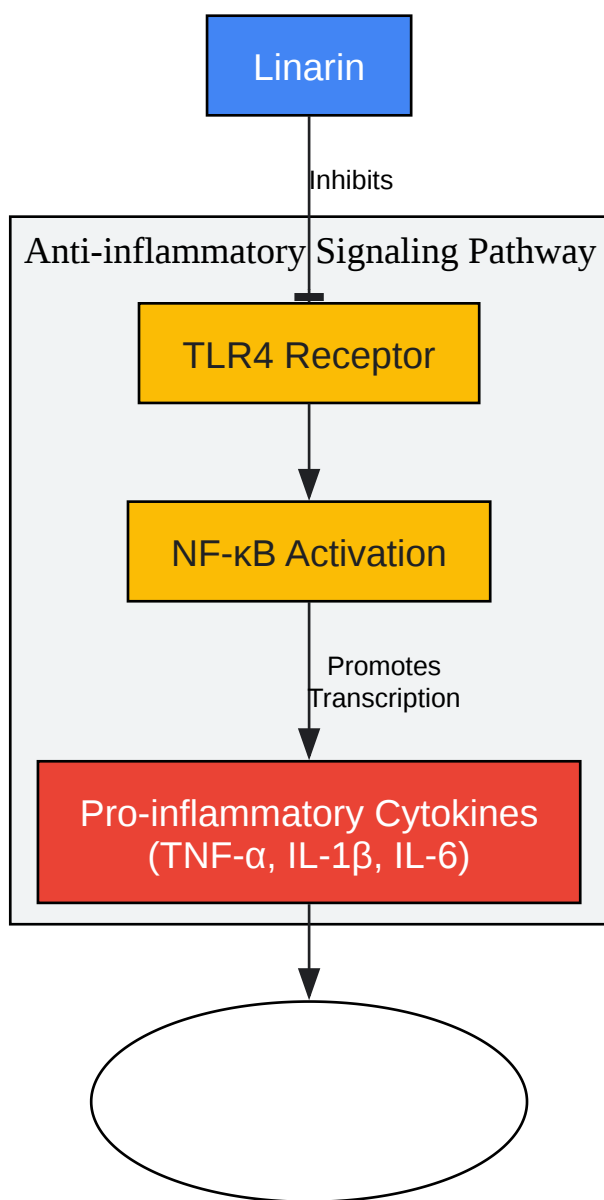 Linarin
Inhibits
Anti-inflammatory Signaling Pathway
TLR4 Receptor
NF-κB Activation
Promotes
Transcription
Pro-inflammatory Cytokines
(TNF-α, IL-1β, IL-6)